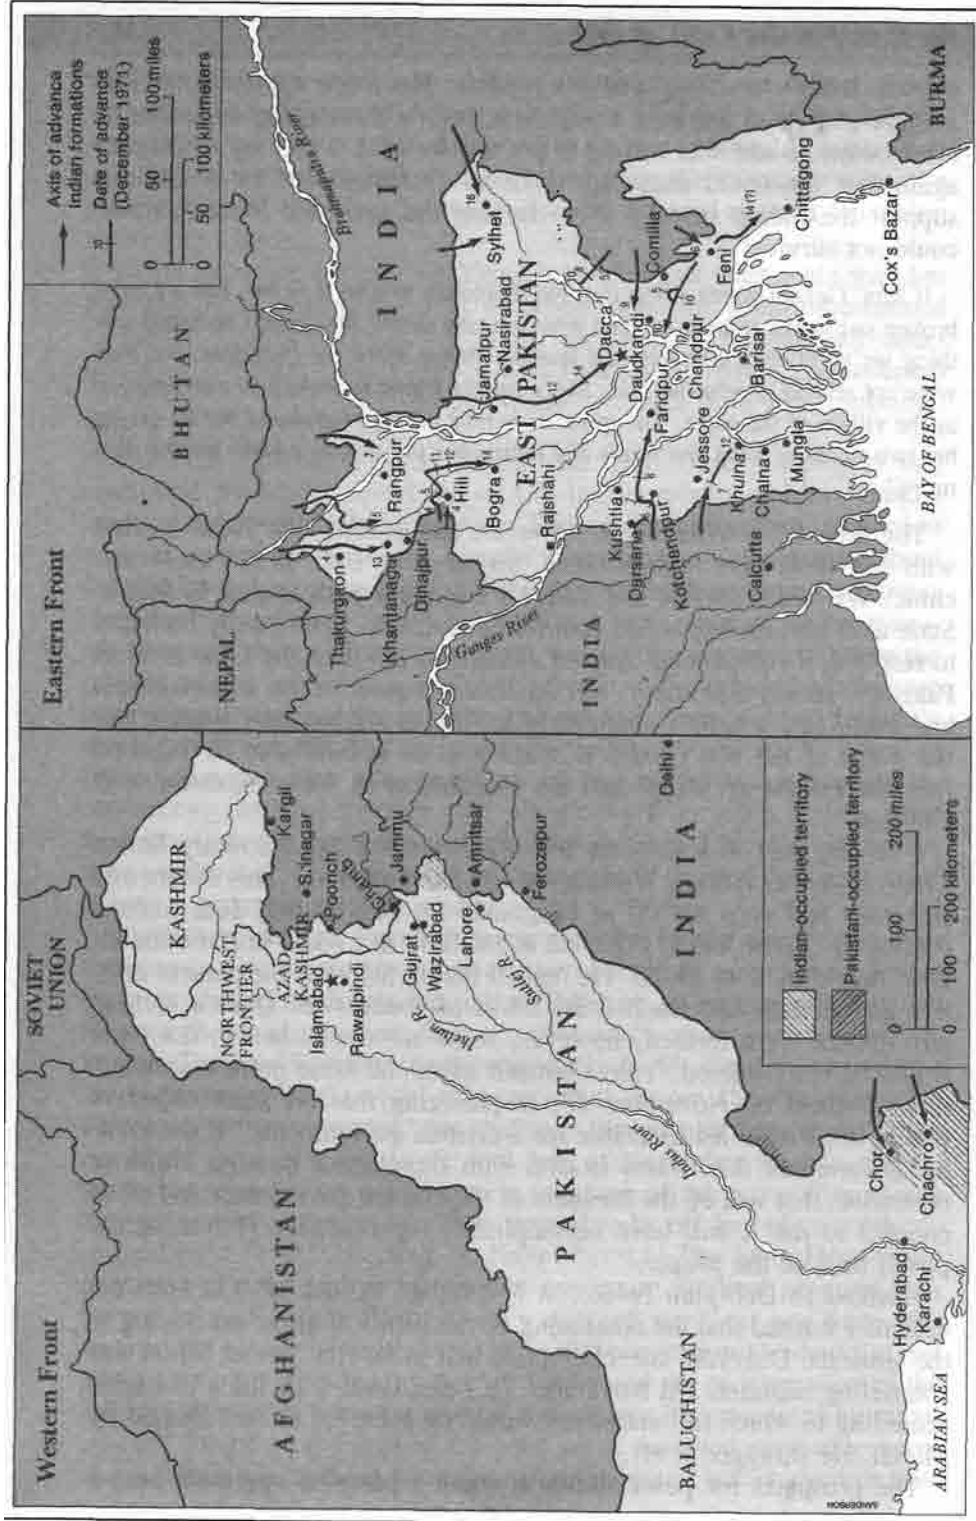 Western Front
SOVIET
UNION
KASHMIR
NORTHWEST
FRONTIER
AZAD
KASHMIR
Kargil
Srinagar
Poonch
Islamabad
Rawalpindi
Chenab
Jammu
Gujrat
Wazirabad
Lahore
Amritsar
Ferozepur
Jhelum R.
Sutlej R.
Indus River
AFGHANISTAN
PAKISTAN
INDIA
Delhi
BALUCHISTAN
Hyderabad
Karachi
Chor
Chachro
ARABIAN SEA
Indian-occupied territory
Pakistani-occupied territory
0 100 200 miles
0 100 200 kilometers
SANDERSON
Eastern Front
Axis of advance
Indian formations
Date of advance
(December 1971)
0 50 100 miles
0 50 100 kilometers
NEPAL
BHUTAN
INDIA
Brahmaputra River
Thakurgaon
Khanjanagar
Dinajpur
Rangpur
Hili
Bogra
Rajshahi
Ganges River
Jamalpur
Nasirabad
Sylhet
EAST PAKISTAN
Dacca
Daudkandi
Comilla
Kushtia
Darsana
Kotchandpur
Faridpur
Chandpur
Feni
Jessore
Khulna
Chalna
Mungla
Barisal
Calcutta
INDIA
Chittagong
Cox's Bazar
BURMA
BAY OF BENGAL